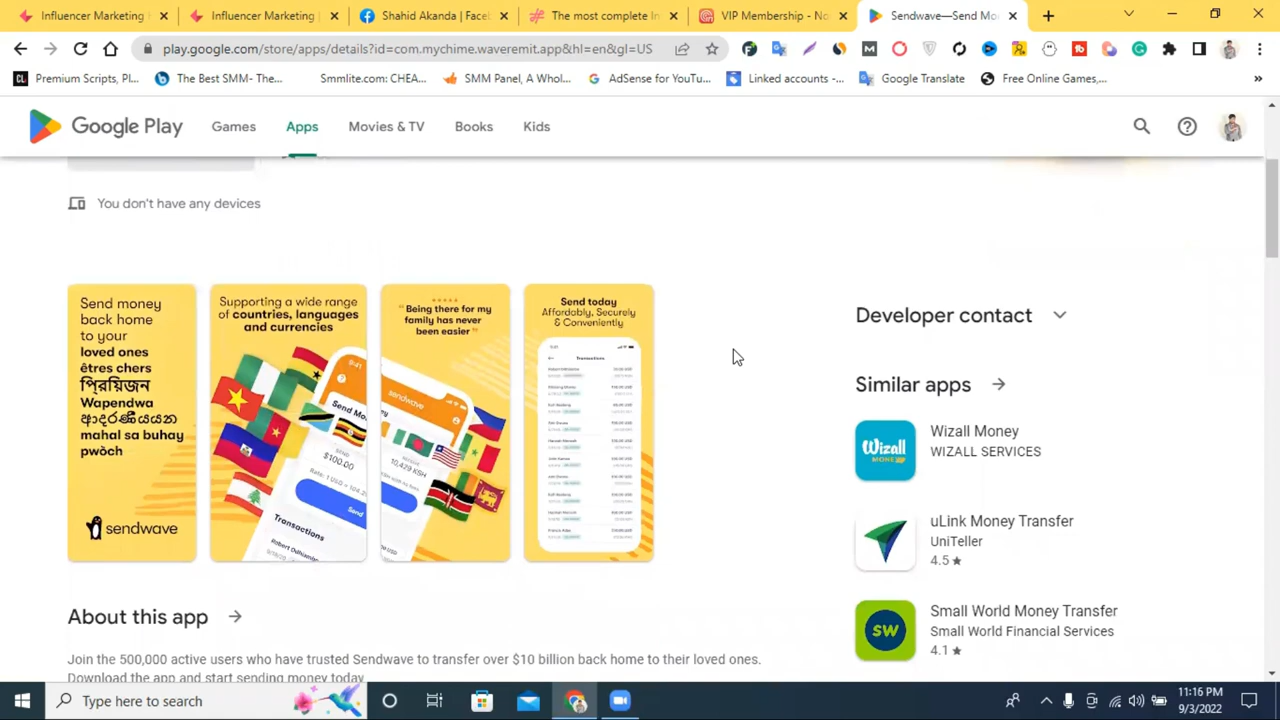 Influencer Marketing
Influencer Marketing
Shahid Akanda | Facel
The most complete In
VIP Membership - No
Sendwave—Send Mo
play.google.com/store/apps/details?id=com.mychime.waveremit.app&hl=en&gl=US
Premium Scripts, Pl...
The Best SMM- The...
Smmlite.com: CHEA...
SMM Panel, A Whol...
AdSense for YouTu...
Linked accounts -...
Google Translate
Free Online Games,...
Google Play
Games
Apps
Movies & TV
Books
Kids
You don't have any devices
Send money
back home
to your
loved ones
êtres chers
প্রিয়জন
Wapendwa
ආදරණීයයන
mahal sa buhay
pwach
sendwave
Supporting a wide range
of countries, languages
and currencies
Send Mo
Transactions
“Being there for my
family has never
been easier”
sendwave
10,479 KSH
Send today
Affordably, Securely
& Conveniently
Transactions
Developer contact
Similar apps
Wizall
MONEY
Wizall Money
WIZALL SERVICES
uLink Money Transfer
UniTeller
4.5 ★
SW
Small World Money Transfer
Small World Financial Services
4.1 ★
About this app
Join the 500,000 active users who have trusted Sendwave to transfer over $10 billion back home to their loved ones.
Download the app and start sending money today
Type here to search
11:16 PM
9/3/2022